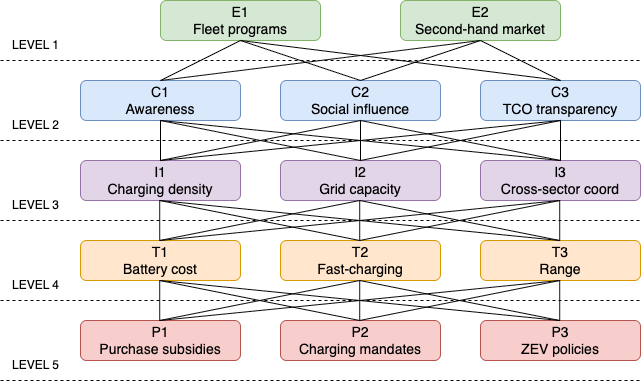 E1
Fleet programs
E2
Second-hand market
LEVEL 1
C1
Awareness
C2
Social influence
C3
TCO transparency
LEVEL 2
I1
Charging density
I2
Grid capacity
I3
Cross-sector coord
LEVEL 3
T1
Battery cost
T2
Fast-charging
T3
Range
LEVEL 4
P1
Purchase subsidies
P2
Charging mandates
P3
ZEV policies
LEVEL 5